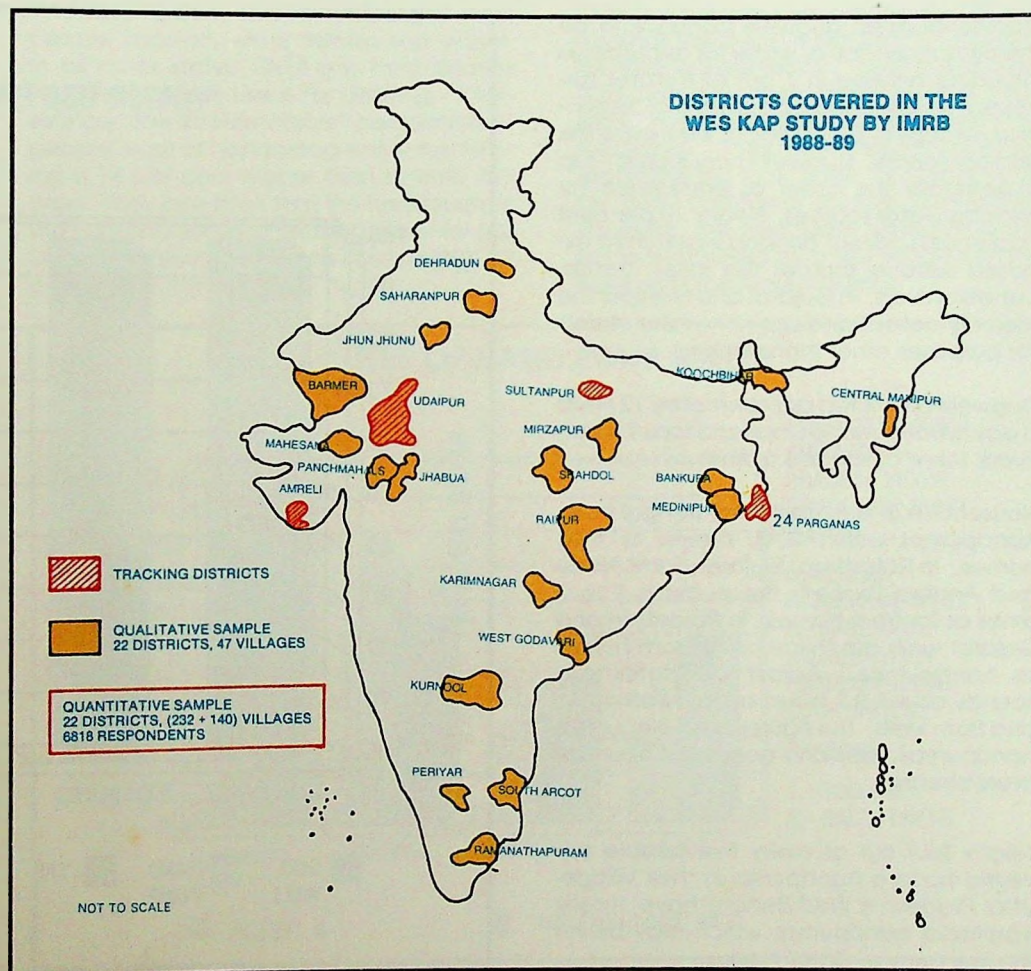 DISTRICTS COVERED IN THE
WES KAP STUDY BY IMRB
1988-89
DEHRADUN
SAHARANPUR
JHUN JHUNU
BARMER
UDAIPUR
SULTANPUR
KOOCHBIHAR
CENTRAL MANIPUR
MAHESANA
MIRZAPUR
PANCHMAHALS
JHABUA
SHAHDOL
BANKURA
AMRELI
MEDINIPUR
RAIPUR
24 PARGANAS
TRACKING DISTRICTS
KARIMNAGAR
QUALITATIVE SAMPLE
22 DISTRICTS, 47 VILLAGES
WEST GODAVARI
KURNOOL
QUANTITATIVE SAMPLE
22 DISTRICTS, (232 + 140) VILLAGES
6818 RESPONDENTS
PERIYAR
SOUTH ARCOT
RAMANATHAPURAM
NOT TO SCALE